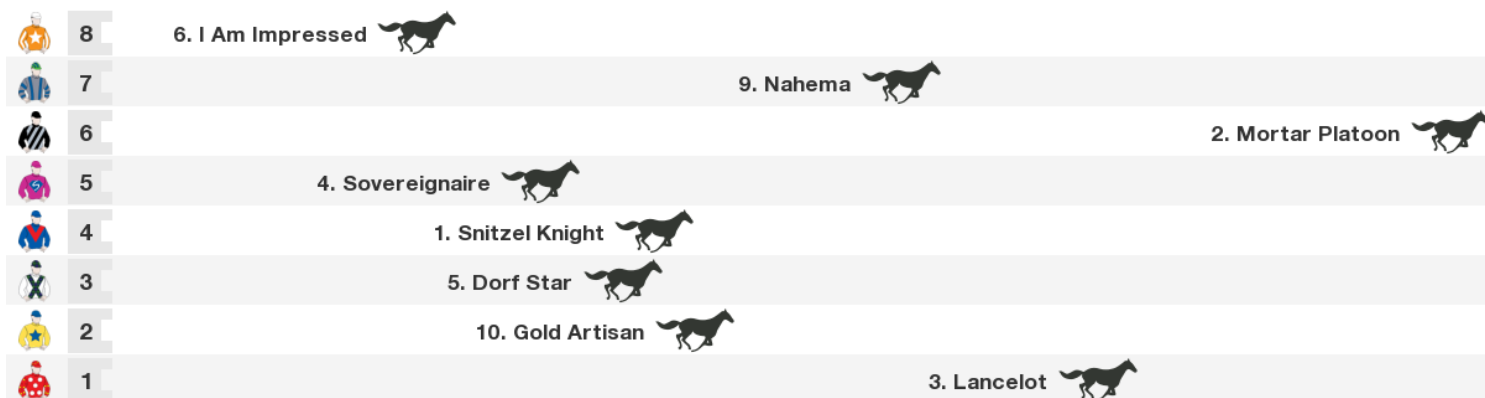 8 6. I Am Impressed
7 9. Nahema
6 2. Mortar Platoon
5 4. Sovereignaire
4 1. Snitzel Knight
3 5. Dorf Star
2 10. Gold Artisan
1 3. Lancelot